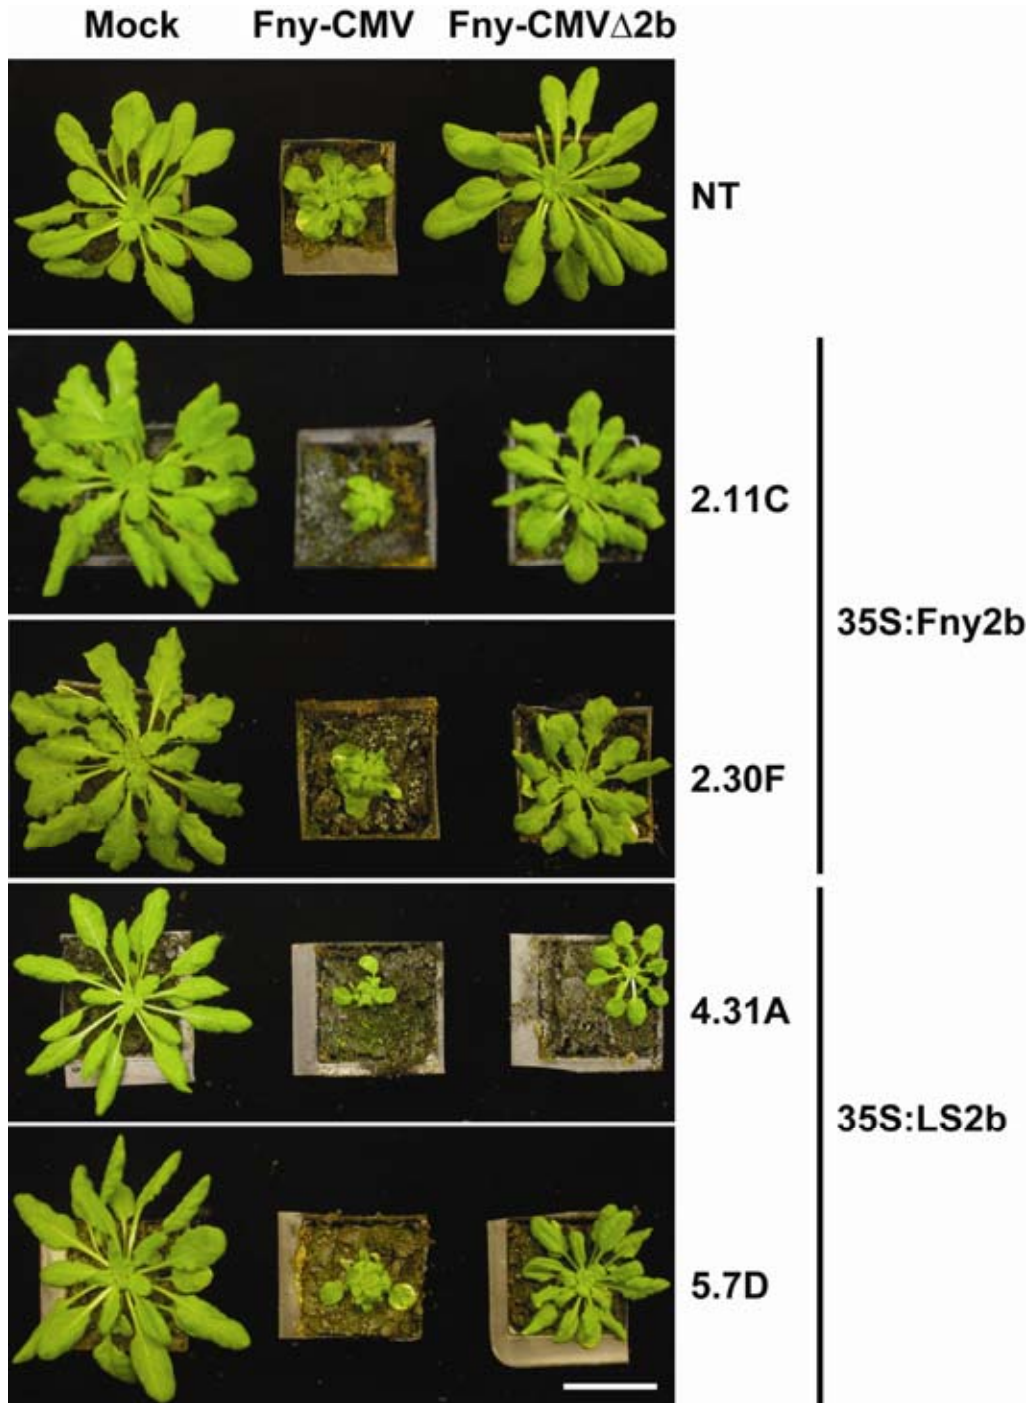 Mock Fny-CMV Fny-CMVΔ2b
NT
2.11C
35S:Fny2b
2.30F
4.31A
35S:LS2b
5.7D